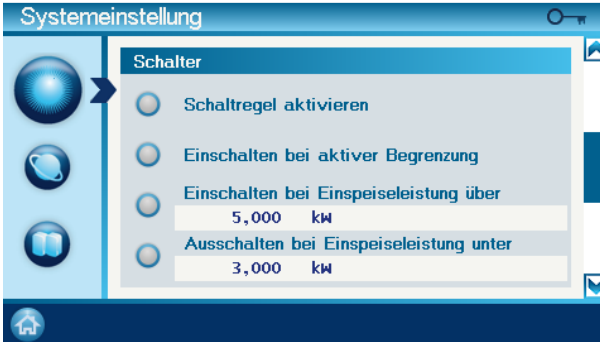 Systemeinstellung
Schalter
Schaltregel aktivieren
Einschalten bei aktiver Begrenzung
Einschalten bei Einspeiseleistung über
5,000 kW
Ausschalten bei Einspeiseleistung unter
3,000 kW